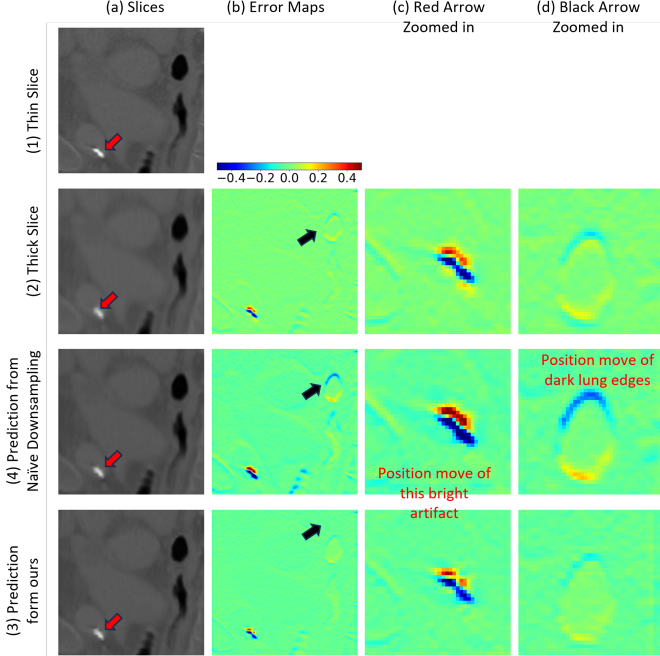 (a) Slices
(b) Error Maps
(c) Red Arrow
Zoomed in
(d) Black Arrow
Zoomed in
(1) Thin Slice
−0.4−0.2 0.0 0.2 0.4
(2) Thick Slice
(4) Prediction from
Naïve Downsampling
Position move of
dark lung edges
Position move of
this bright
artifact
(3) Prediction
form ours